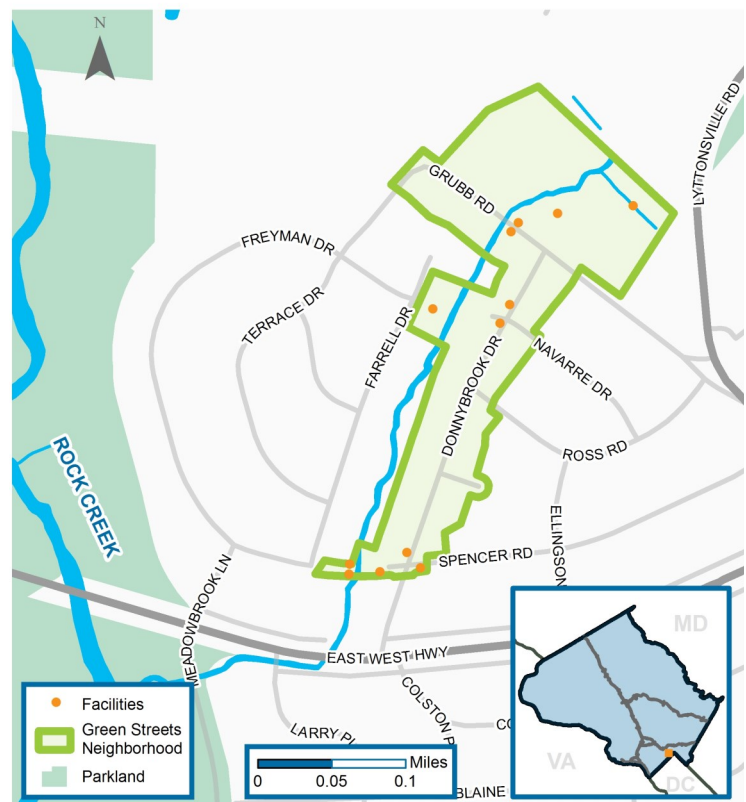 N
LYTTONSVILLE RD
GRUBB RD
FREYMAN DR
TERRACE DR
FARRELL DR
DONNYBROOK DR
NAVARRE DR
ROSS RD
ROCK CREEK
ELLINGSON
SPENCER RD
MEADOWBROOK LN
EAST WEST HWY
COLSTON P
LARRY PL
CO
BLAINE
Facilities
Green Streets
Neighborhood
Parkland
Miles
0 0.05 0.1
MD
VA
DC